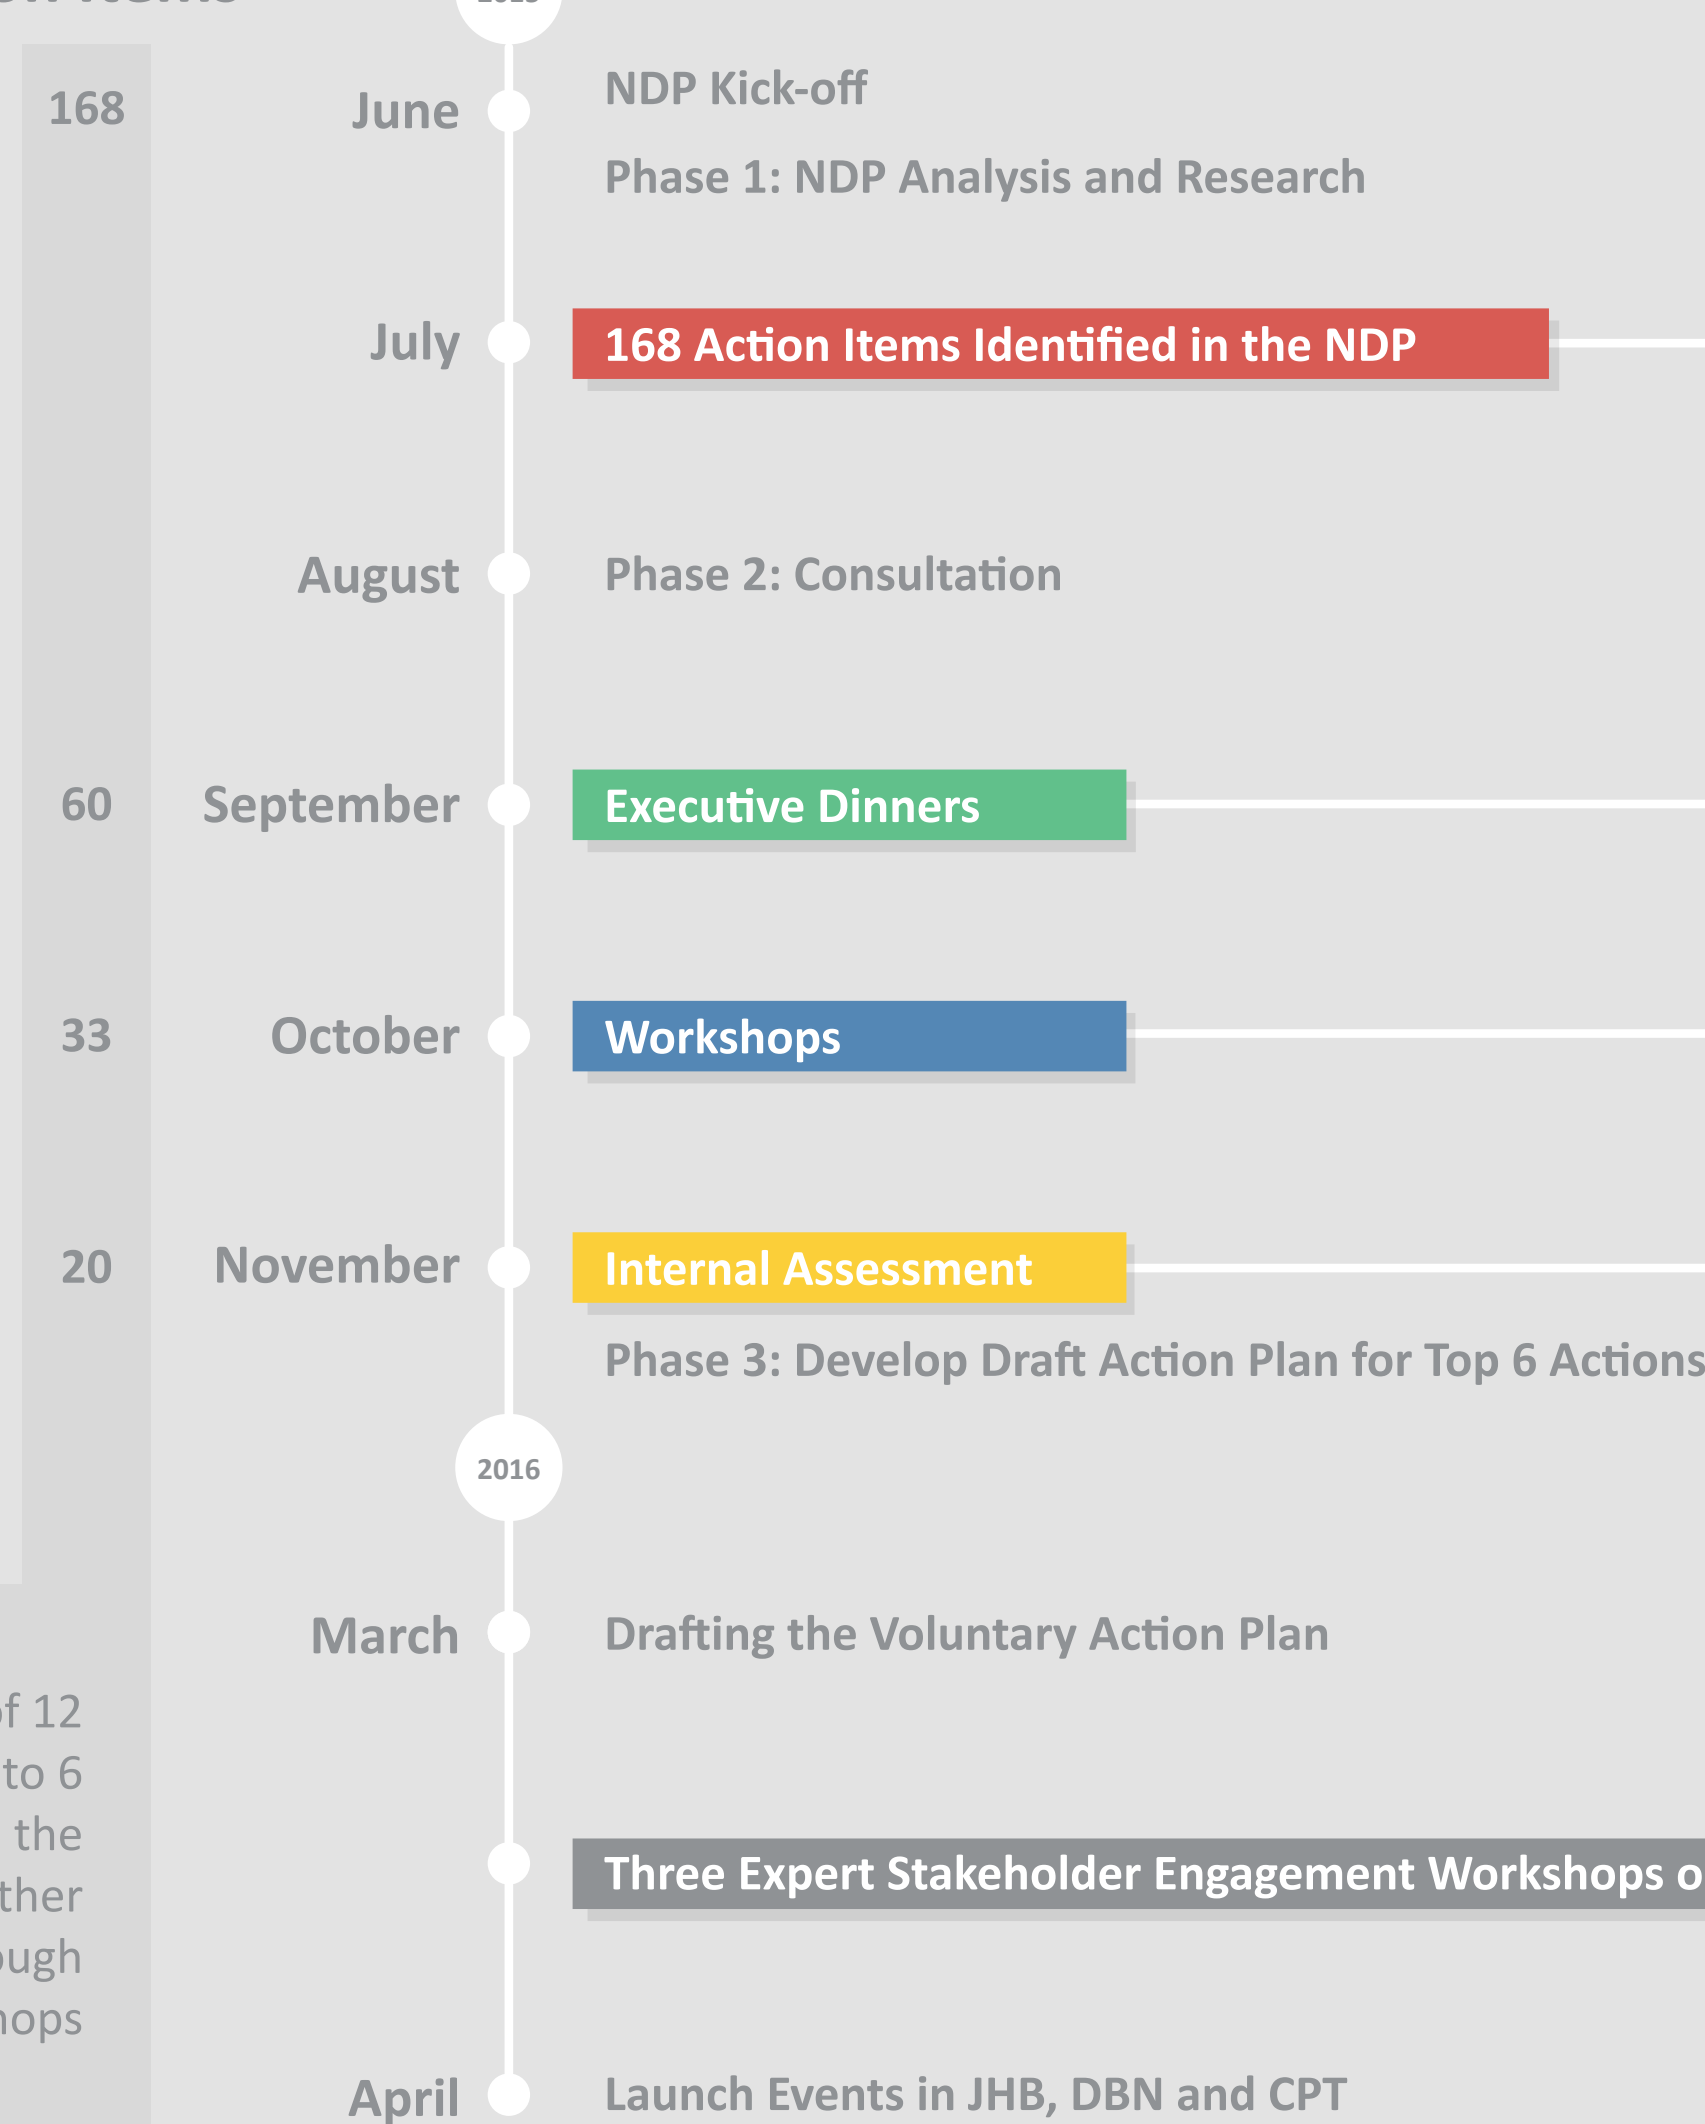 168
June
NDP Kick-off
Phase 1: NDP Analysis and Research
July
168 Action Items Identified in the NDP
August
Phase 2: Consultation
60
September
Executive Dinners
33
October
Workshops
20
November
Internal Assessment
Phase 3: Develop Draft Action Plan for Top 6 Actions
2016
March
Drafting the Voluntary Action Plan
of 12
to 6
the
Three Expert Stakeholder Engagement Workshops
April
Launch Events in JHB, DBN and CPT